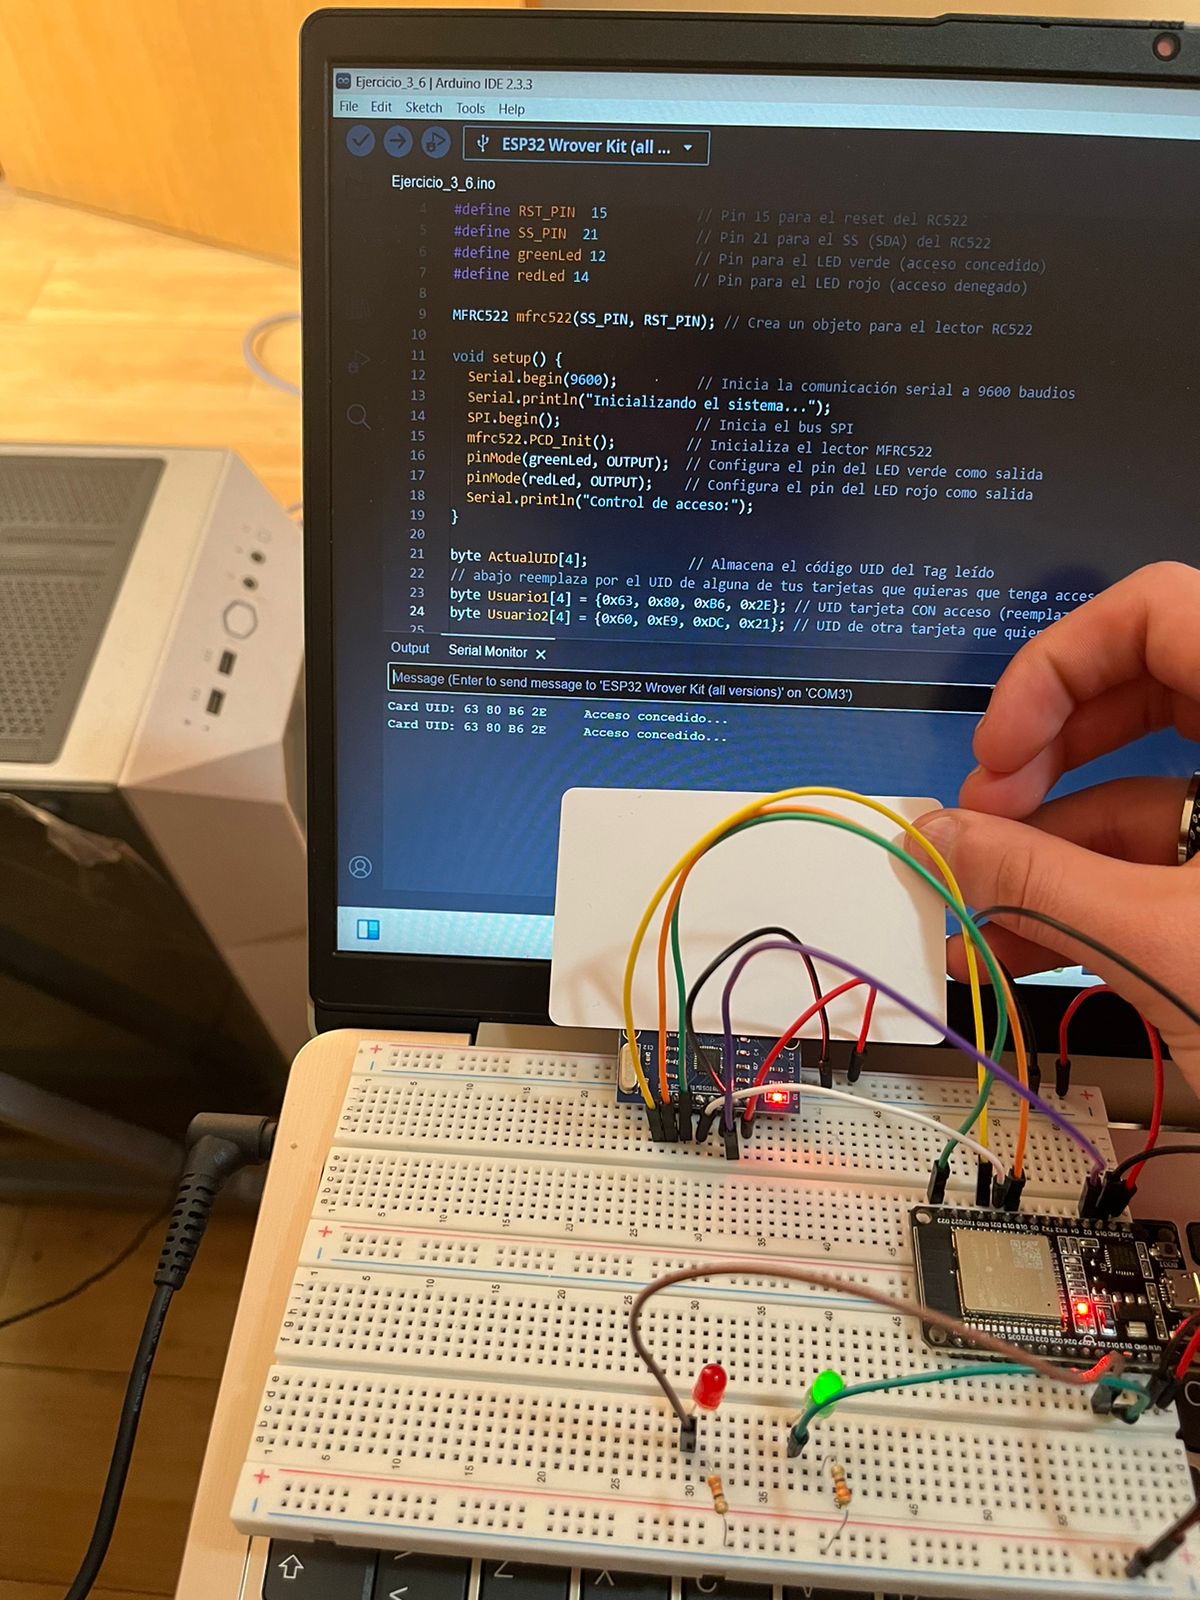 Ejercicio_3_6 | Arduino IDE 2.3.3
File Edit Sketch Tools Help
ESP32 Wrover Kit (all ...
Ejercicio_3_6.ino
4 #define RST_PIN 15 // Pin 15 para el reset del RC522
5 #define SS_PIN 21 // Pin 21 para el SS (SDA) del RC522
6 #define greenLed 12 // Pin para el LED verde (acceso concedido)
7 #define redLed 14 // Pin para el LED rojo (acceso denegado)
8
9 MFRC522 mfrc522(SS_PIN, RST_PIN); // Crea un objeto para el lector RC522
10
11 void setup() {
12 Serial.begin(9600); // Inicia la comunicación serial a 9600 baudios
13 Serial.println("Inicializando el sistema...");
14 SPI.begin(); // Inicia el bus SPI
15 mfrc522.PCD_Init(); // Inicializa el lector MFRC522
16 pinMode(greenLed, OUTPUT); // Configura el pin del LED verde como salida
17 pinMode(redLed, OUTPUT); // Configura el pin del LED rojo como salida
18 Serial.println("Control de acceso:");
19 }
20
21 byte ActualUID[4]; // Almacena el código UID del Tag leído
22 // abajo reemplaza por el UID de alguna de tus tarjetas que quieras que tenga acces
23 byte Usuario1[4] = {0x63, 0x80, 0xB6, 0x2E}; // UID tarjeta CON acceso (reemplaz
24 byte Usuario2[4] = {0x60, 0xE9, 0xDC, 0x21}; // UID de otra tarjeta que quier
25
Output Serial Monitor
Message (Enter to send message to 'ESP32 Wrover Kit (all versions)' on 'COM3')
Card UID: 63 80 B6 2E Acceso concedido...
Card UID: 63 80 B6 2E Acceso concedido...